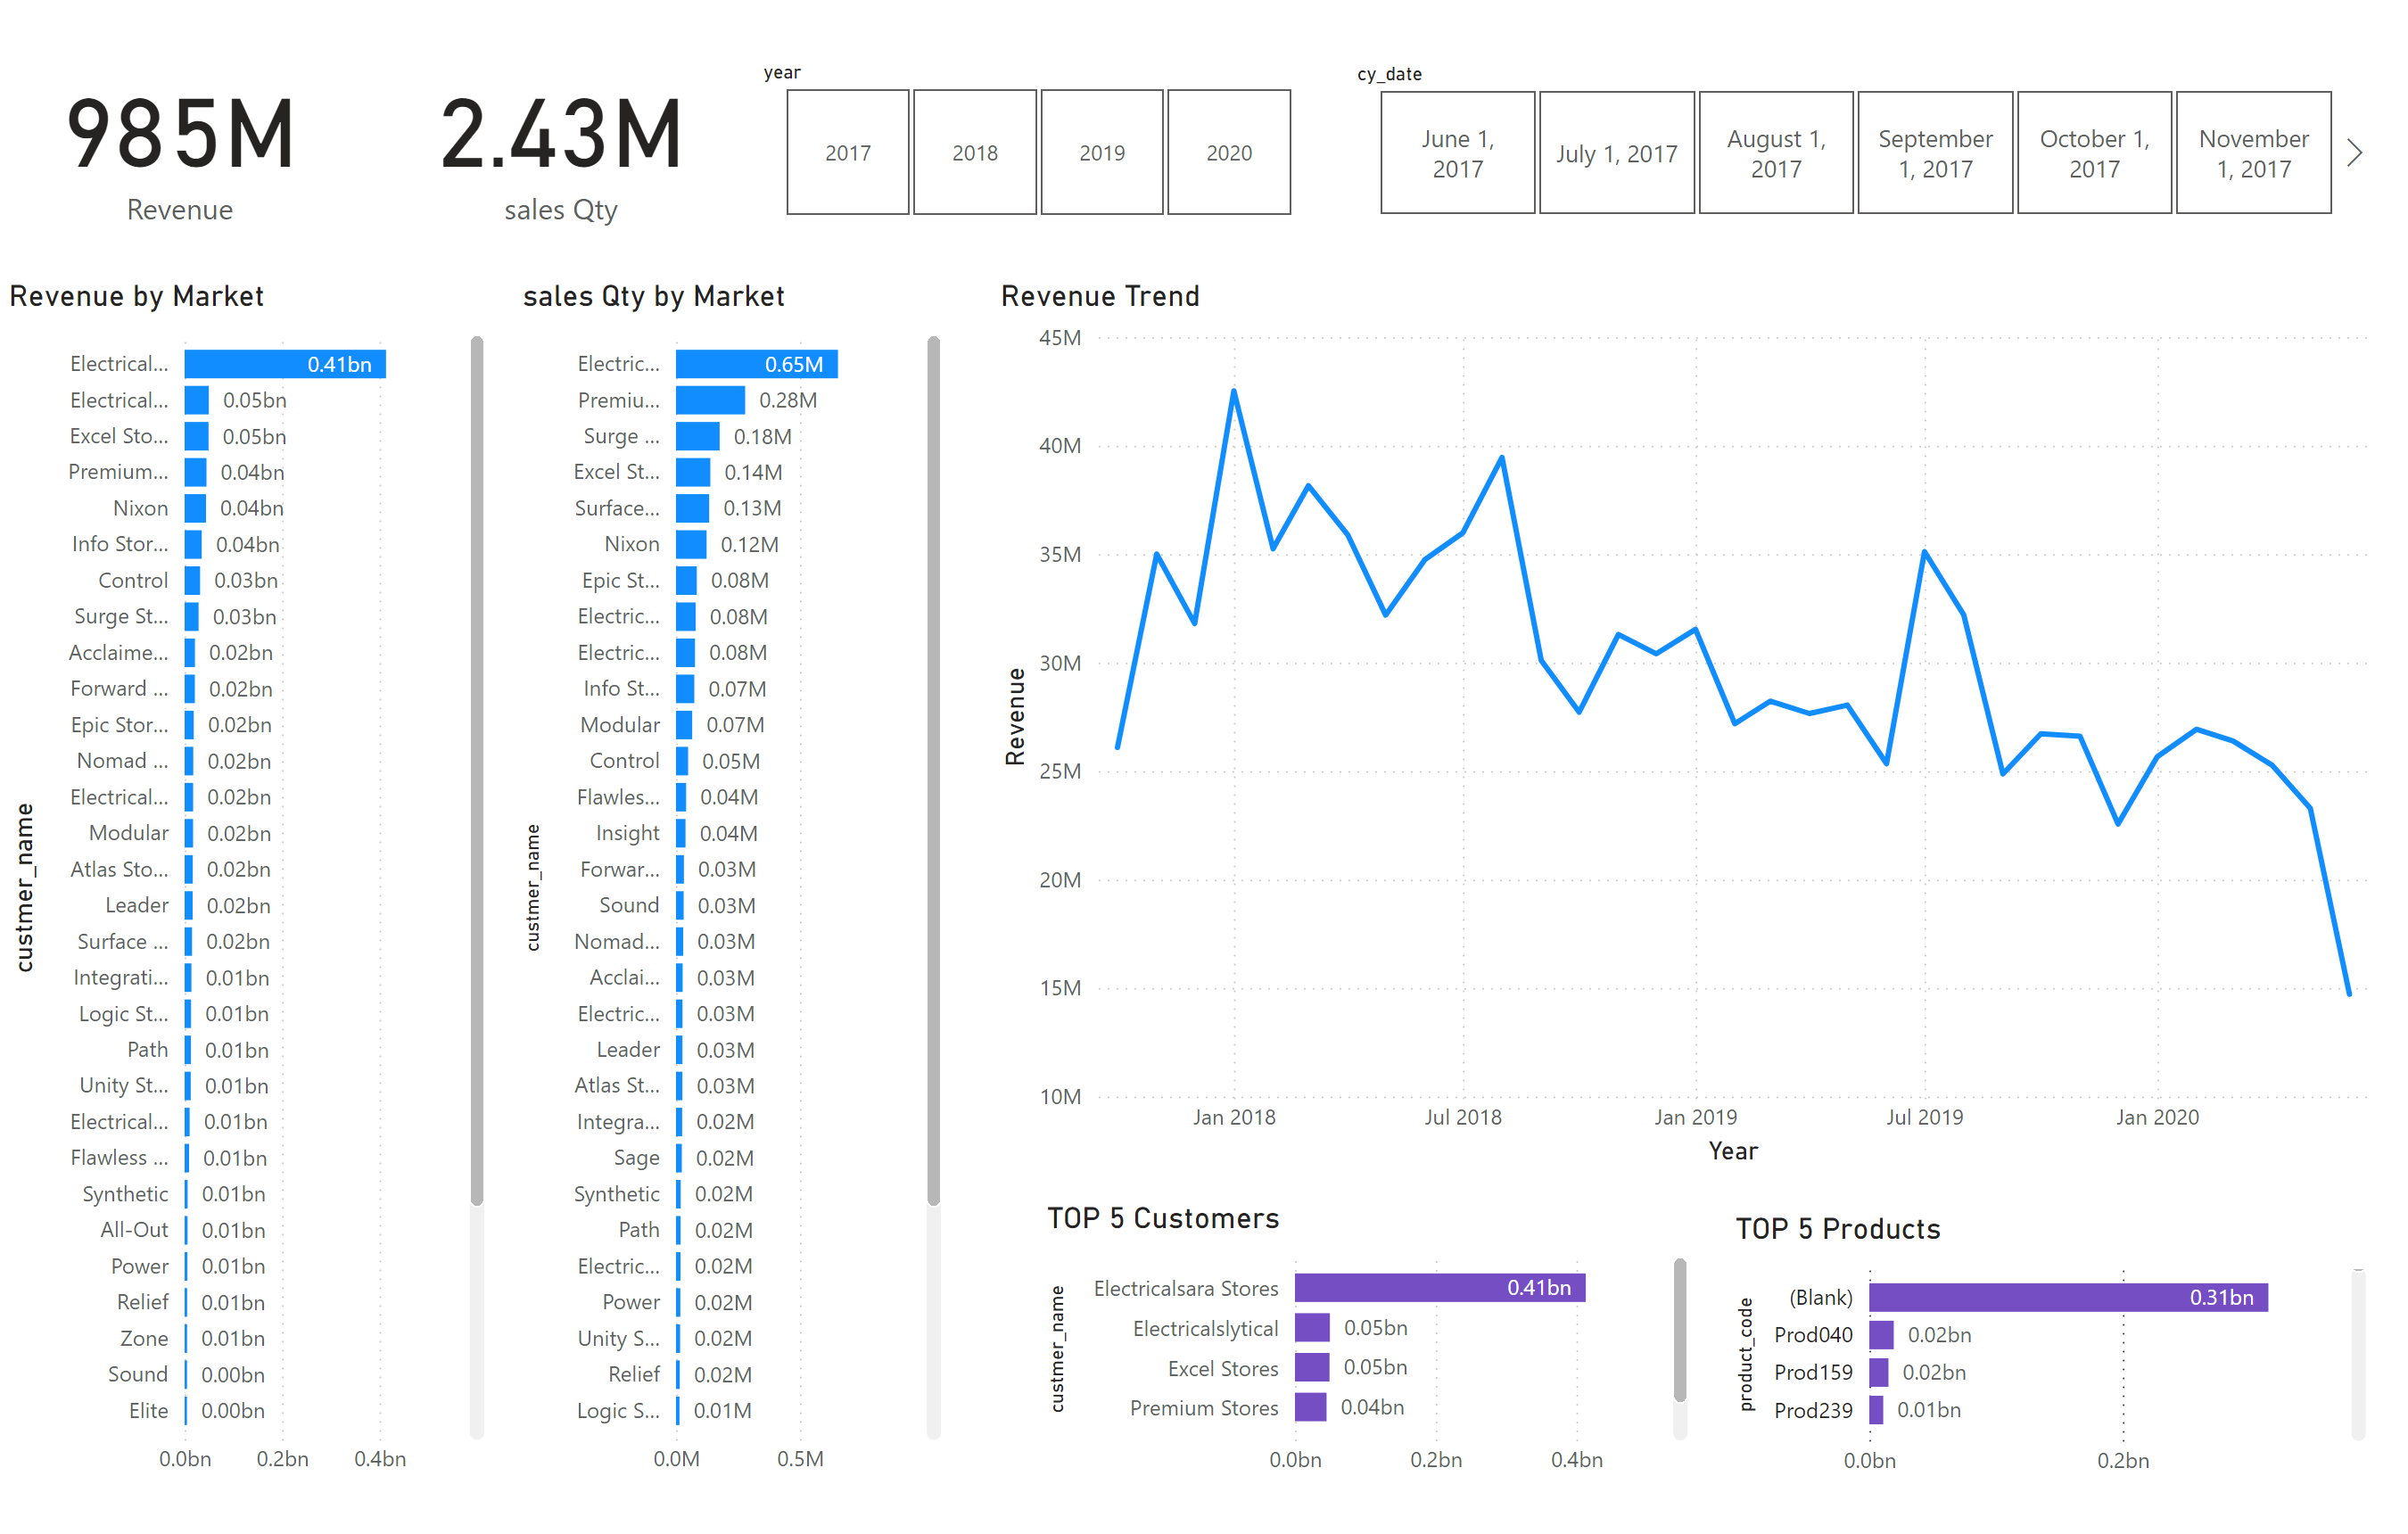 985M
Revenue
2.43M
sales Qty
year
2017
2018
2019
2020
cy_date
June 1,
2017
July 1, 2017
August 1,
2017
September
1, 2017
October 1,
2017
November
1, 2017
Revenue by Market
custmer_name
Electrical... 0.41bn
Electrical... 0.05bn
Excel Sto... 0.05bn
Premium... 0.04bn
Nixon 0.04bn
Info Stor... 0.04bn
Control 0.03bn
Surge St... 0.03bn
Acclaime... 0.02bn
Forward ... 0.02bn
Epic Stor... 0.02bn
Nomad ... 0.02bn
Electrical... 0.02bn
Modular 0.02bn
Atlas Sto... 0.02bn
Leader 0.02bn
Surface ... 0.02bn
Integrati... 0.01bn
Logic St... 0.01bn
Path 0.01bn
Unity St... 0.01bn
Electrical... 0.01bn
Flawless ... 0.01bn
Synthetic 0.01bn
All-Out 0.01bn
Power 0.01bn
Relief 0.01bn
Zone 0.01bn
Sound 0.00bn
Elite 0.00bn
0.0bn 0.2bn 0.4bn
sales Qty by Market
custmer_name
Electric... 0.65M
Premiu... 0.28M
Surge ... 0.18M
Excel St... 0.14M
Surface... 0.13M
Nixon 0.12M
Epic St... 0.08M
Electric... 0.08M
Electric... 0.08M
Info St... 0.07M
Modular 0.07M
Control 0.05M
Flawles... 0.04M
Insight 0.04M
Forwar... 0.03M
Sound 0.03M
Nomad... 0.03M
Acclai... 0.03M
Electric... 0.03M
Leader 0.03M
Atlas St... 0.03M
Integra... 0.02M
Sage 0.02M
Synthetic 0.02M
Path 0.02M
Electric... 0.02M
Power 0.02M
Unity S... 0.02M
Relief 0.02M
Logic S... 0.01M
0.0M 0.5M
Revenue Trend
Revenue
45M
40M
35M
30M
25M
20M
15M
10M
Jan 2018 Jul 2018 Jan 2019 Jul 2019 Jan 2020
Year
TOP 5 Customers
custmer_name
Electricalsara Stores 0.41bn
Electricalslytical 0.05bn
Excel Stores 0.05bn
Premium Stores 0.04bn
0.0bn 0.2bn 0.4bn
TOP 5 Products
product_code
(Blank) 0.31bn
Prod040 0.02bn
Prod159 0.02bn
Prod239 0.01bn
0.0bn 0.2bn